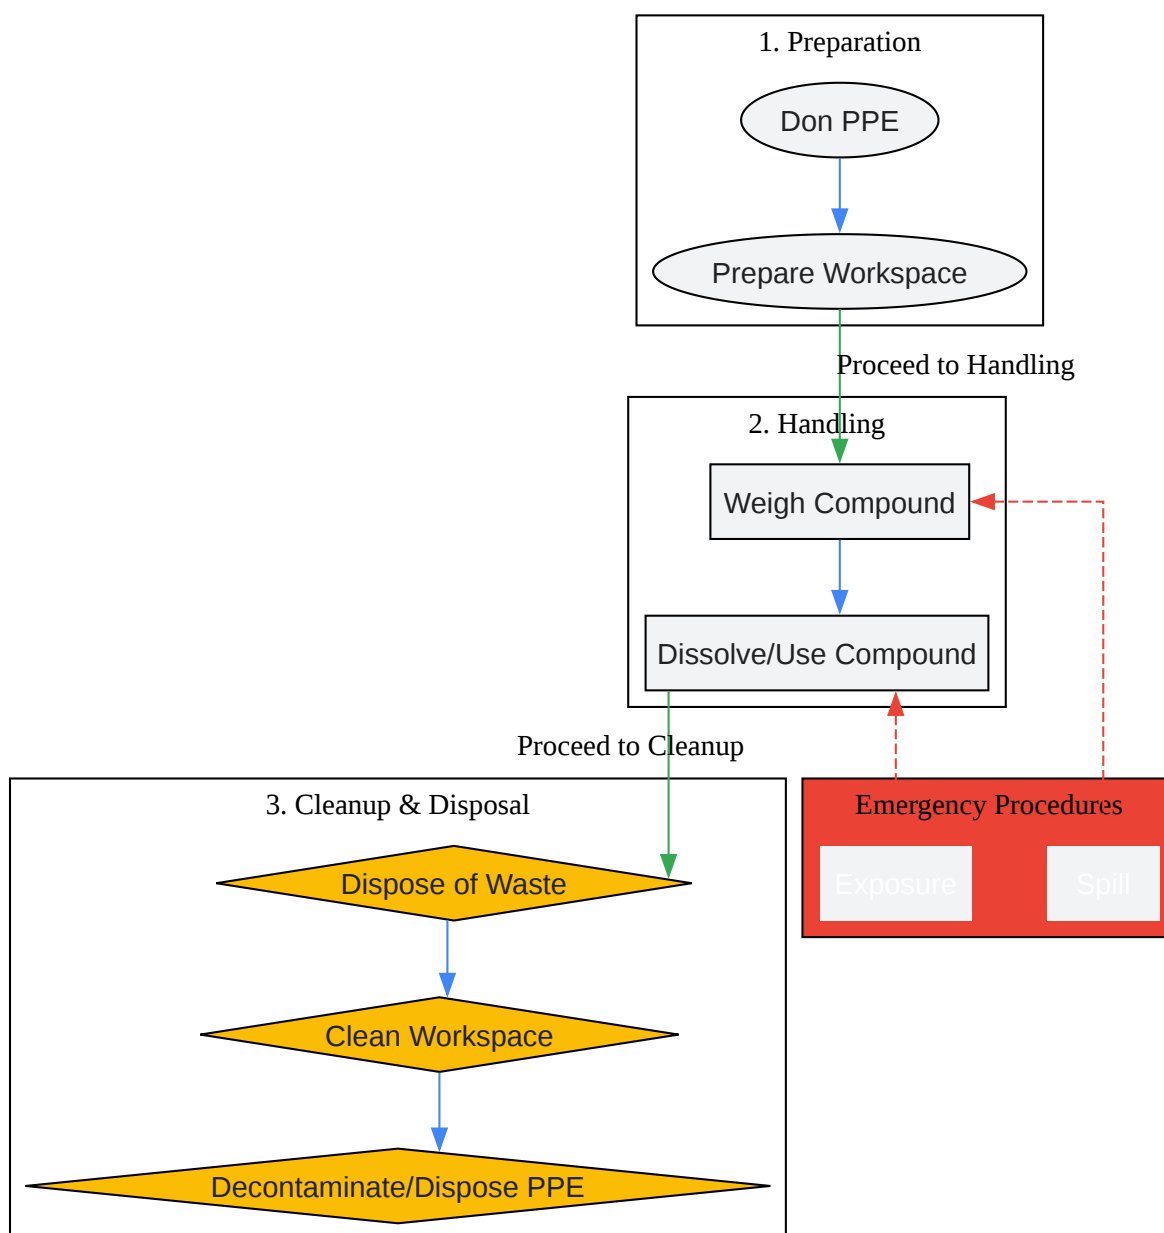 1. Preparation
Don PPE
Prepare Workspace
Proceed to Handling
2. Handling
Weigh Compound
Dissolve/Use Compound
Proceed to Cleanup
3. Cleanup & Disposal
Emergency Procedures
Dispose of Waste
Exposure
Spill
Clean Workspace
Decontaminate/Dispose PPE